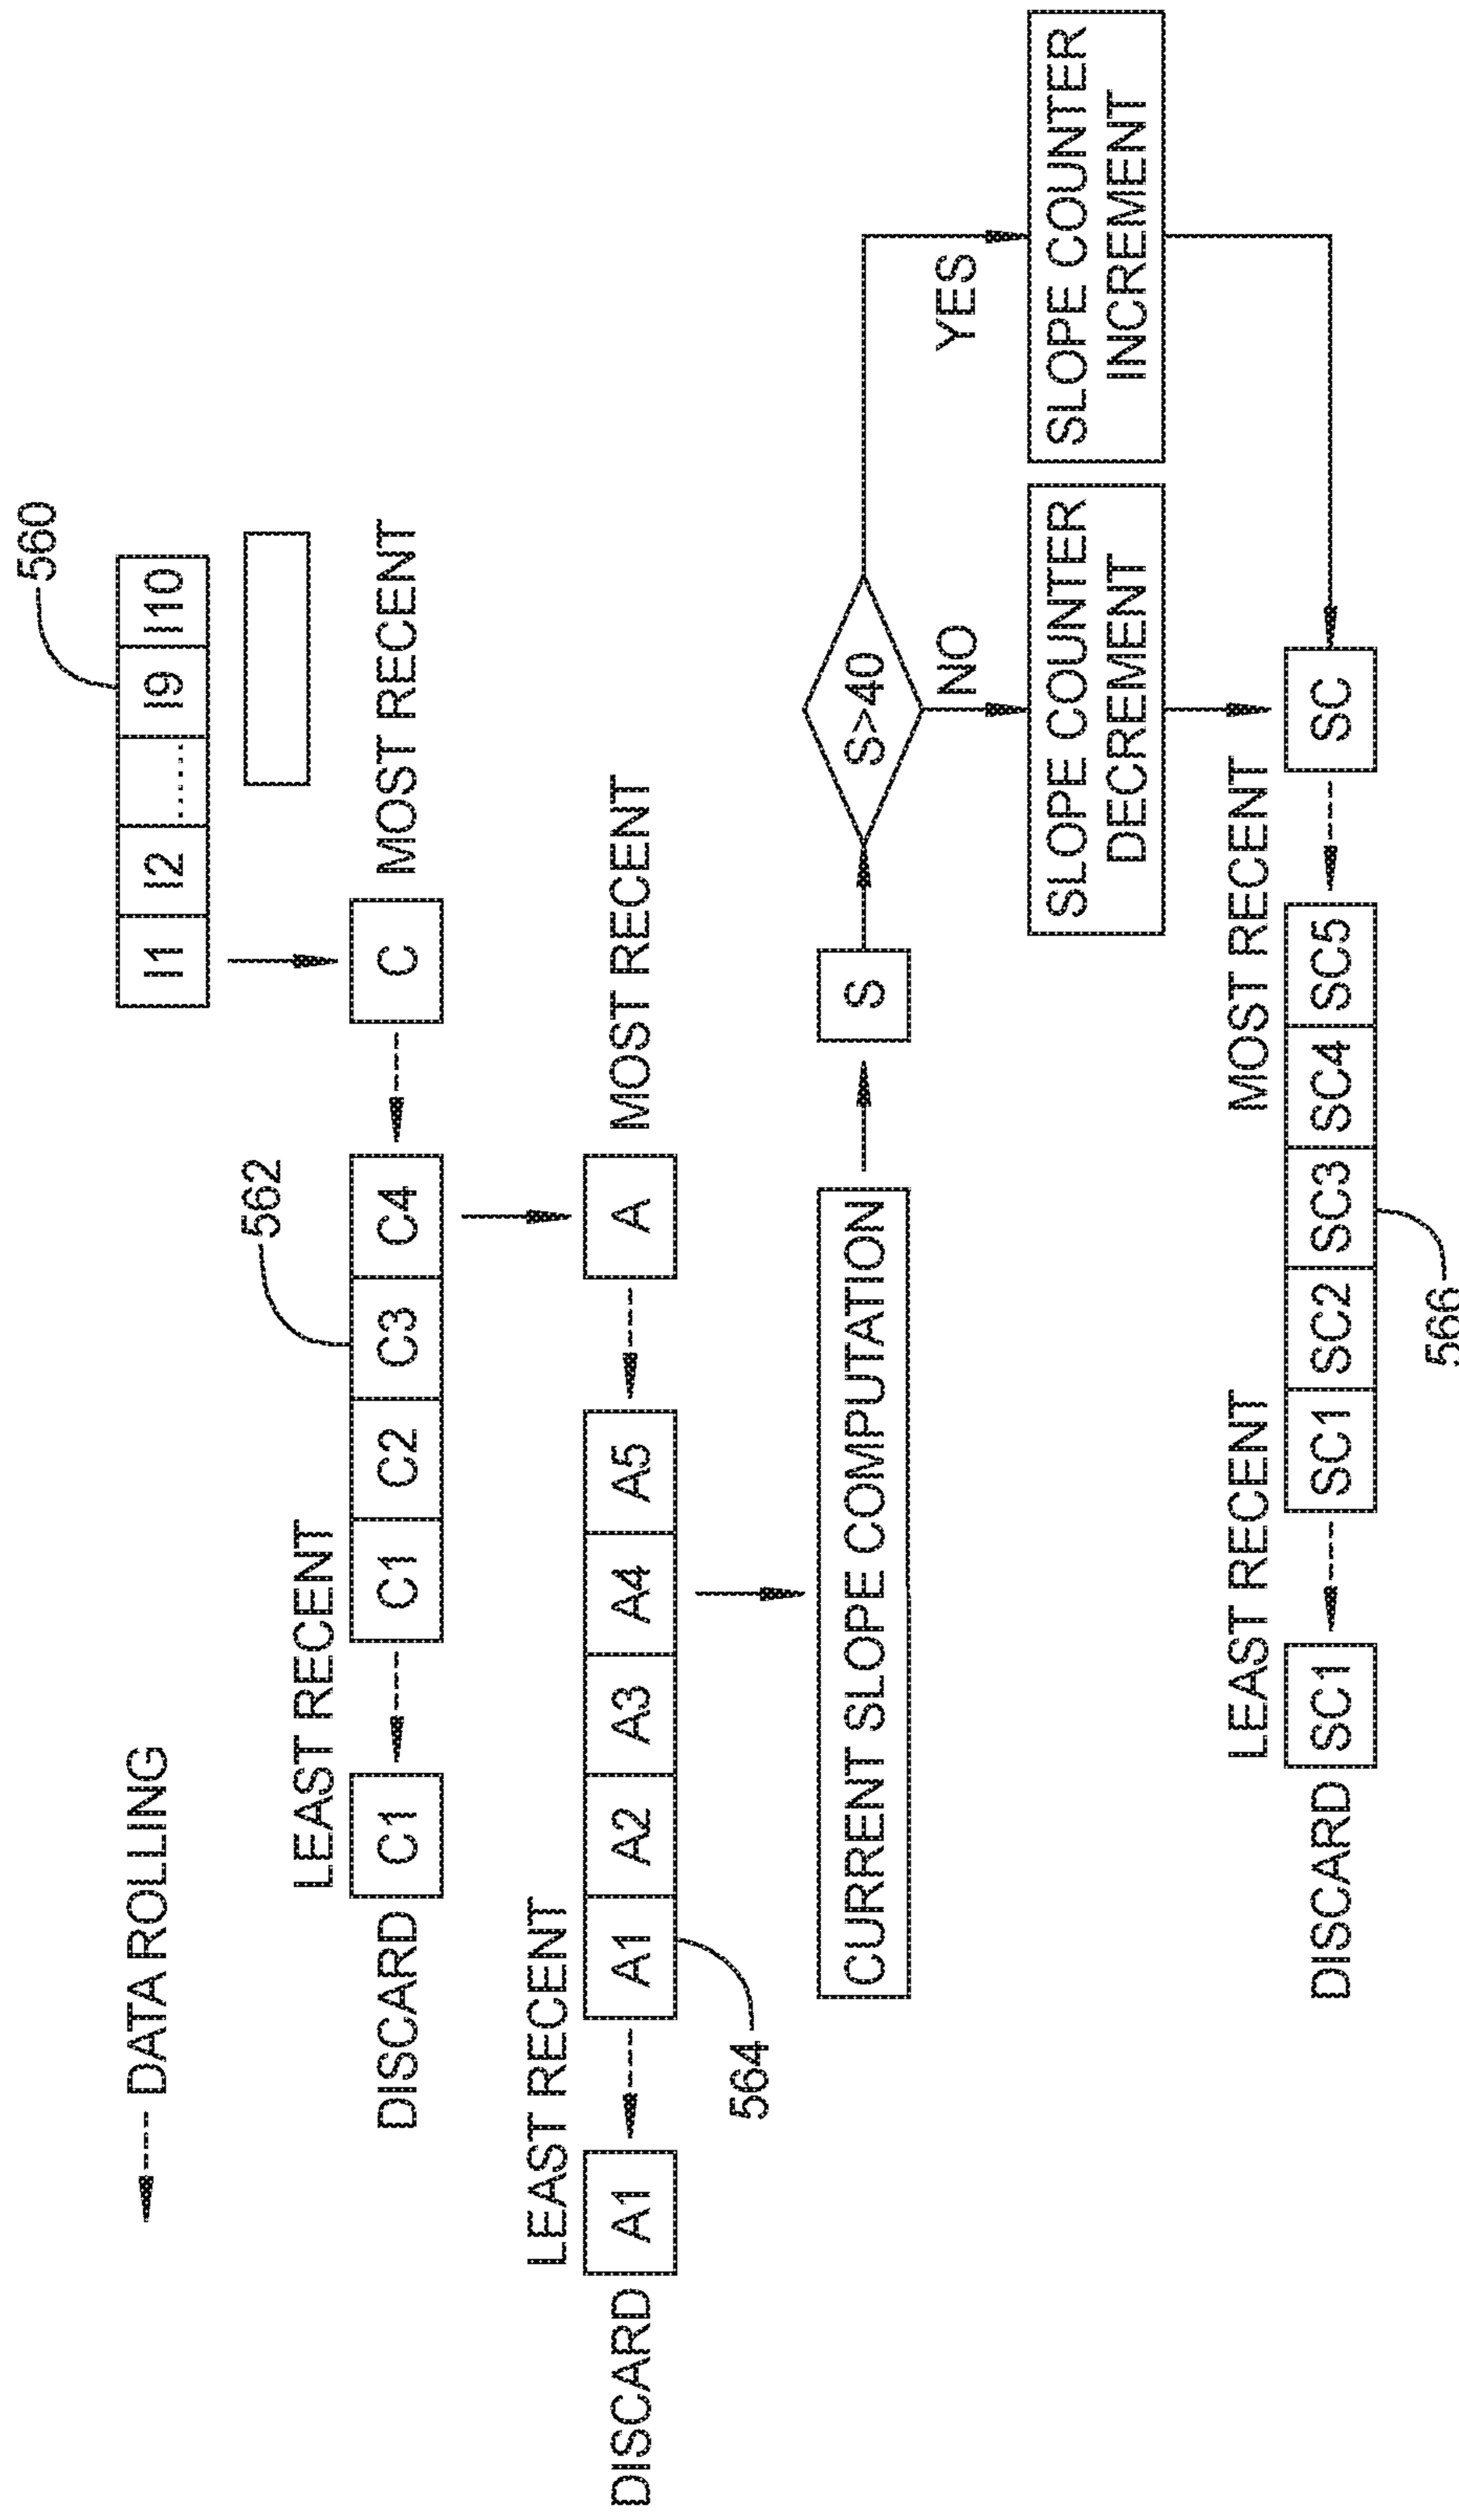 560
I1 I2 ..... I9 I10
DATA ROLLING
562
LEAST RECENT
DISCARD C1 C1 C2 C3 C4 C MOST RECENT
LEAST RECENT
DISCARD A1 A1 A2 A3 A4 A5 A MOST RECENT
564
CURRENT SLOPE COMPUTATION S S>40
NO YES
SLOPE COUNTER
DECREMENT
SLOPE COUNTER
INCREMENT
LEAST RECENT MOST RECENT
DISCARD SC1 SC1 SC2 SC3 SC4 SC5 SC
566